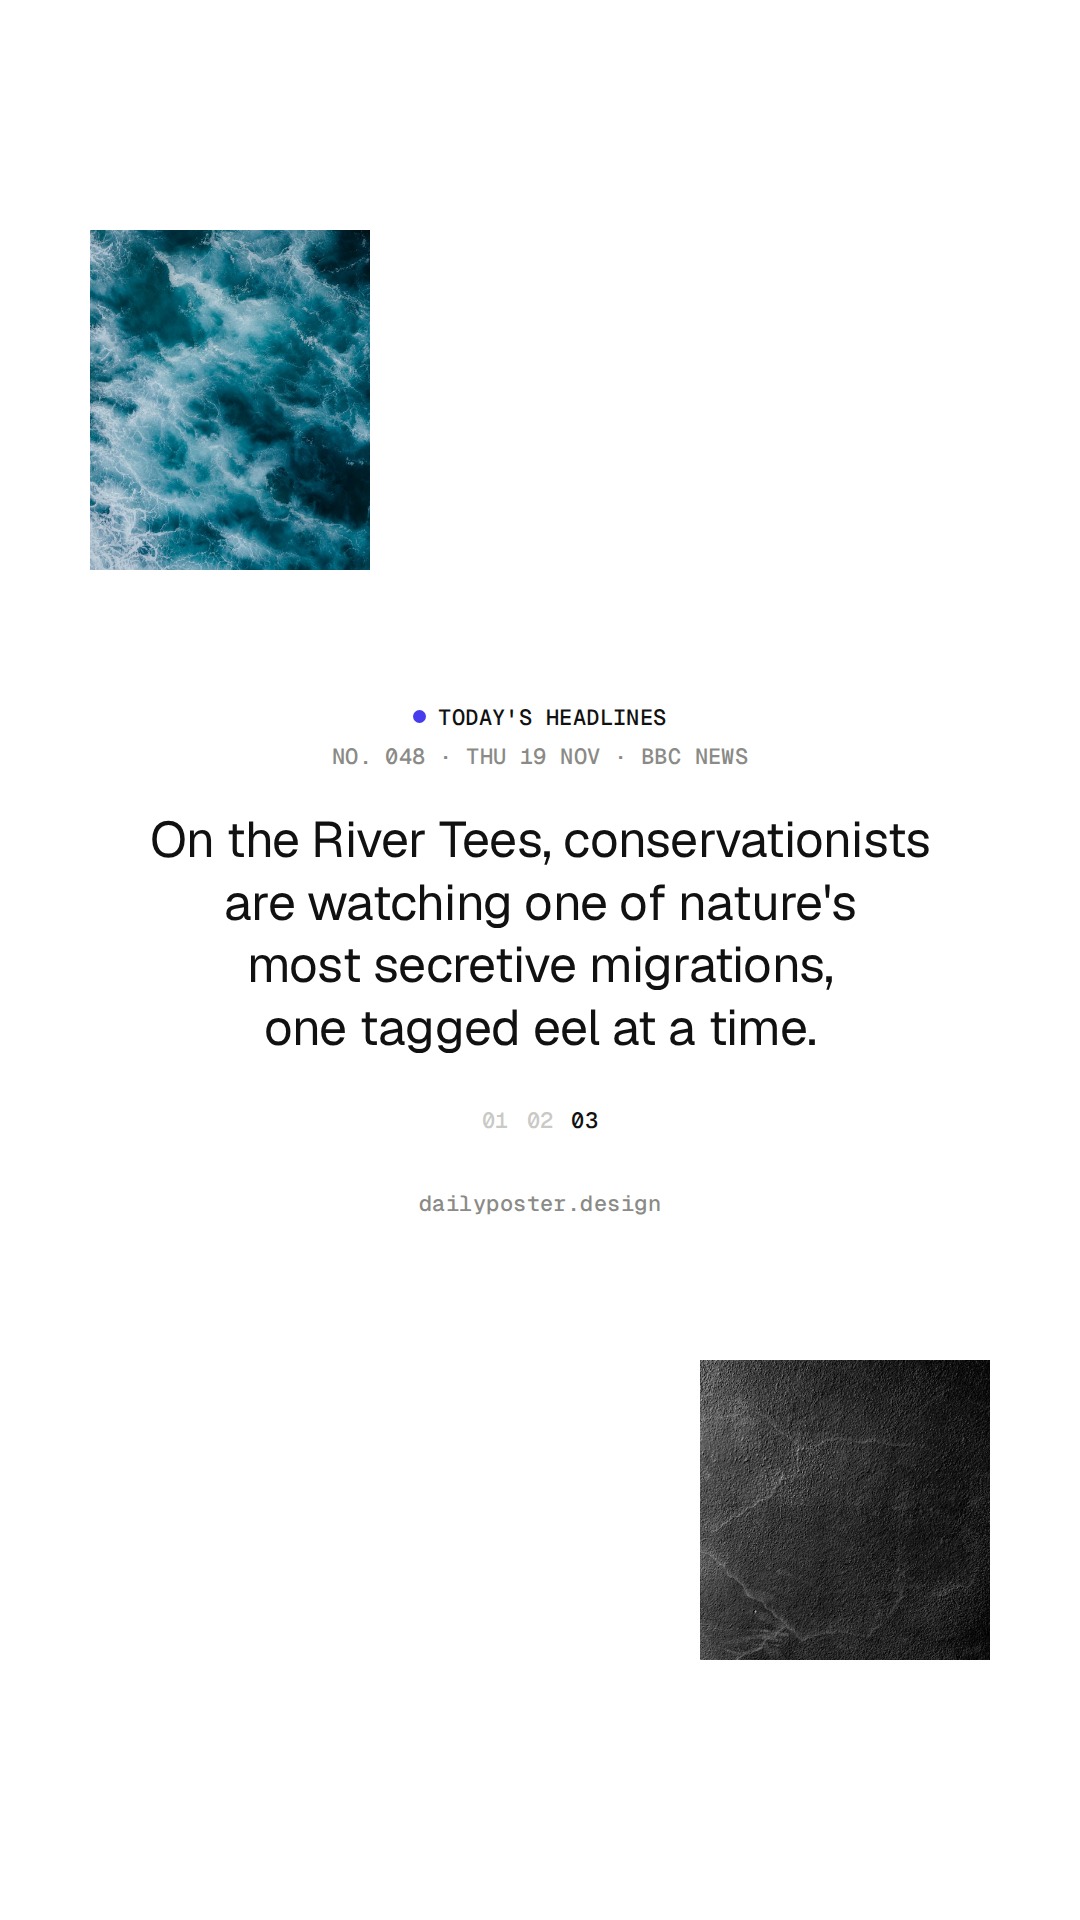 TODAY'S HEADLINES
NO. 048 · THU 19 NOV · BBC NEWS
On the River Tees, conservationists
are watching one of nature's
most secretive migrations,
one tagged eel at a time.
01 02 03
dailyposter.design